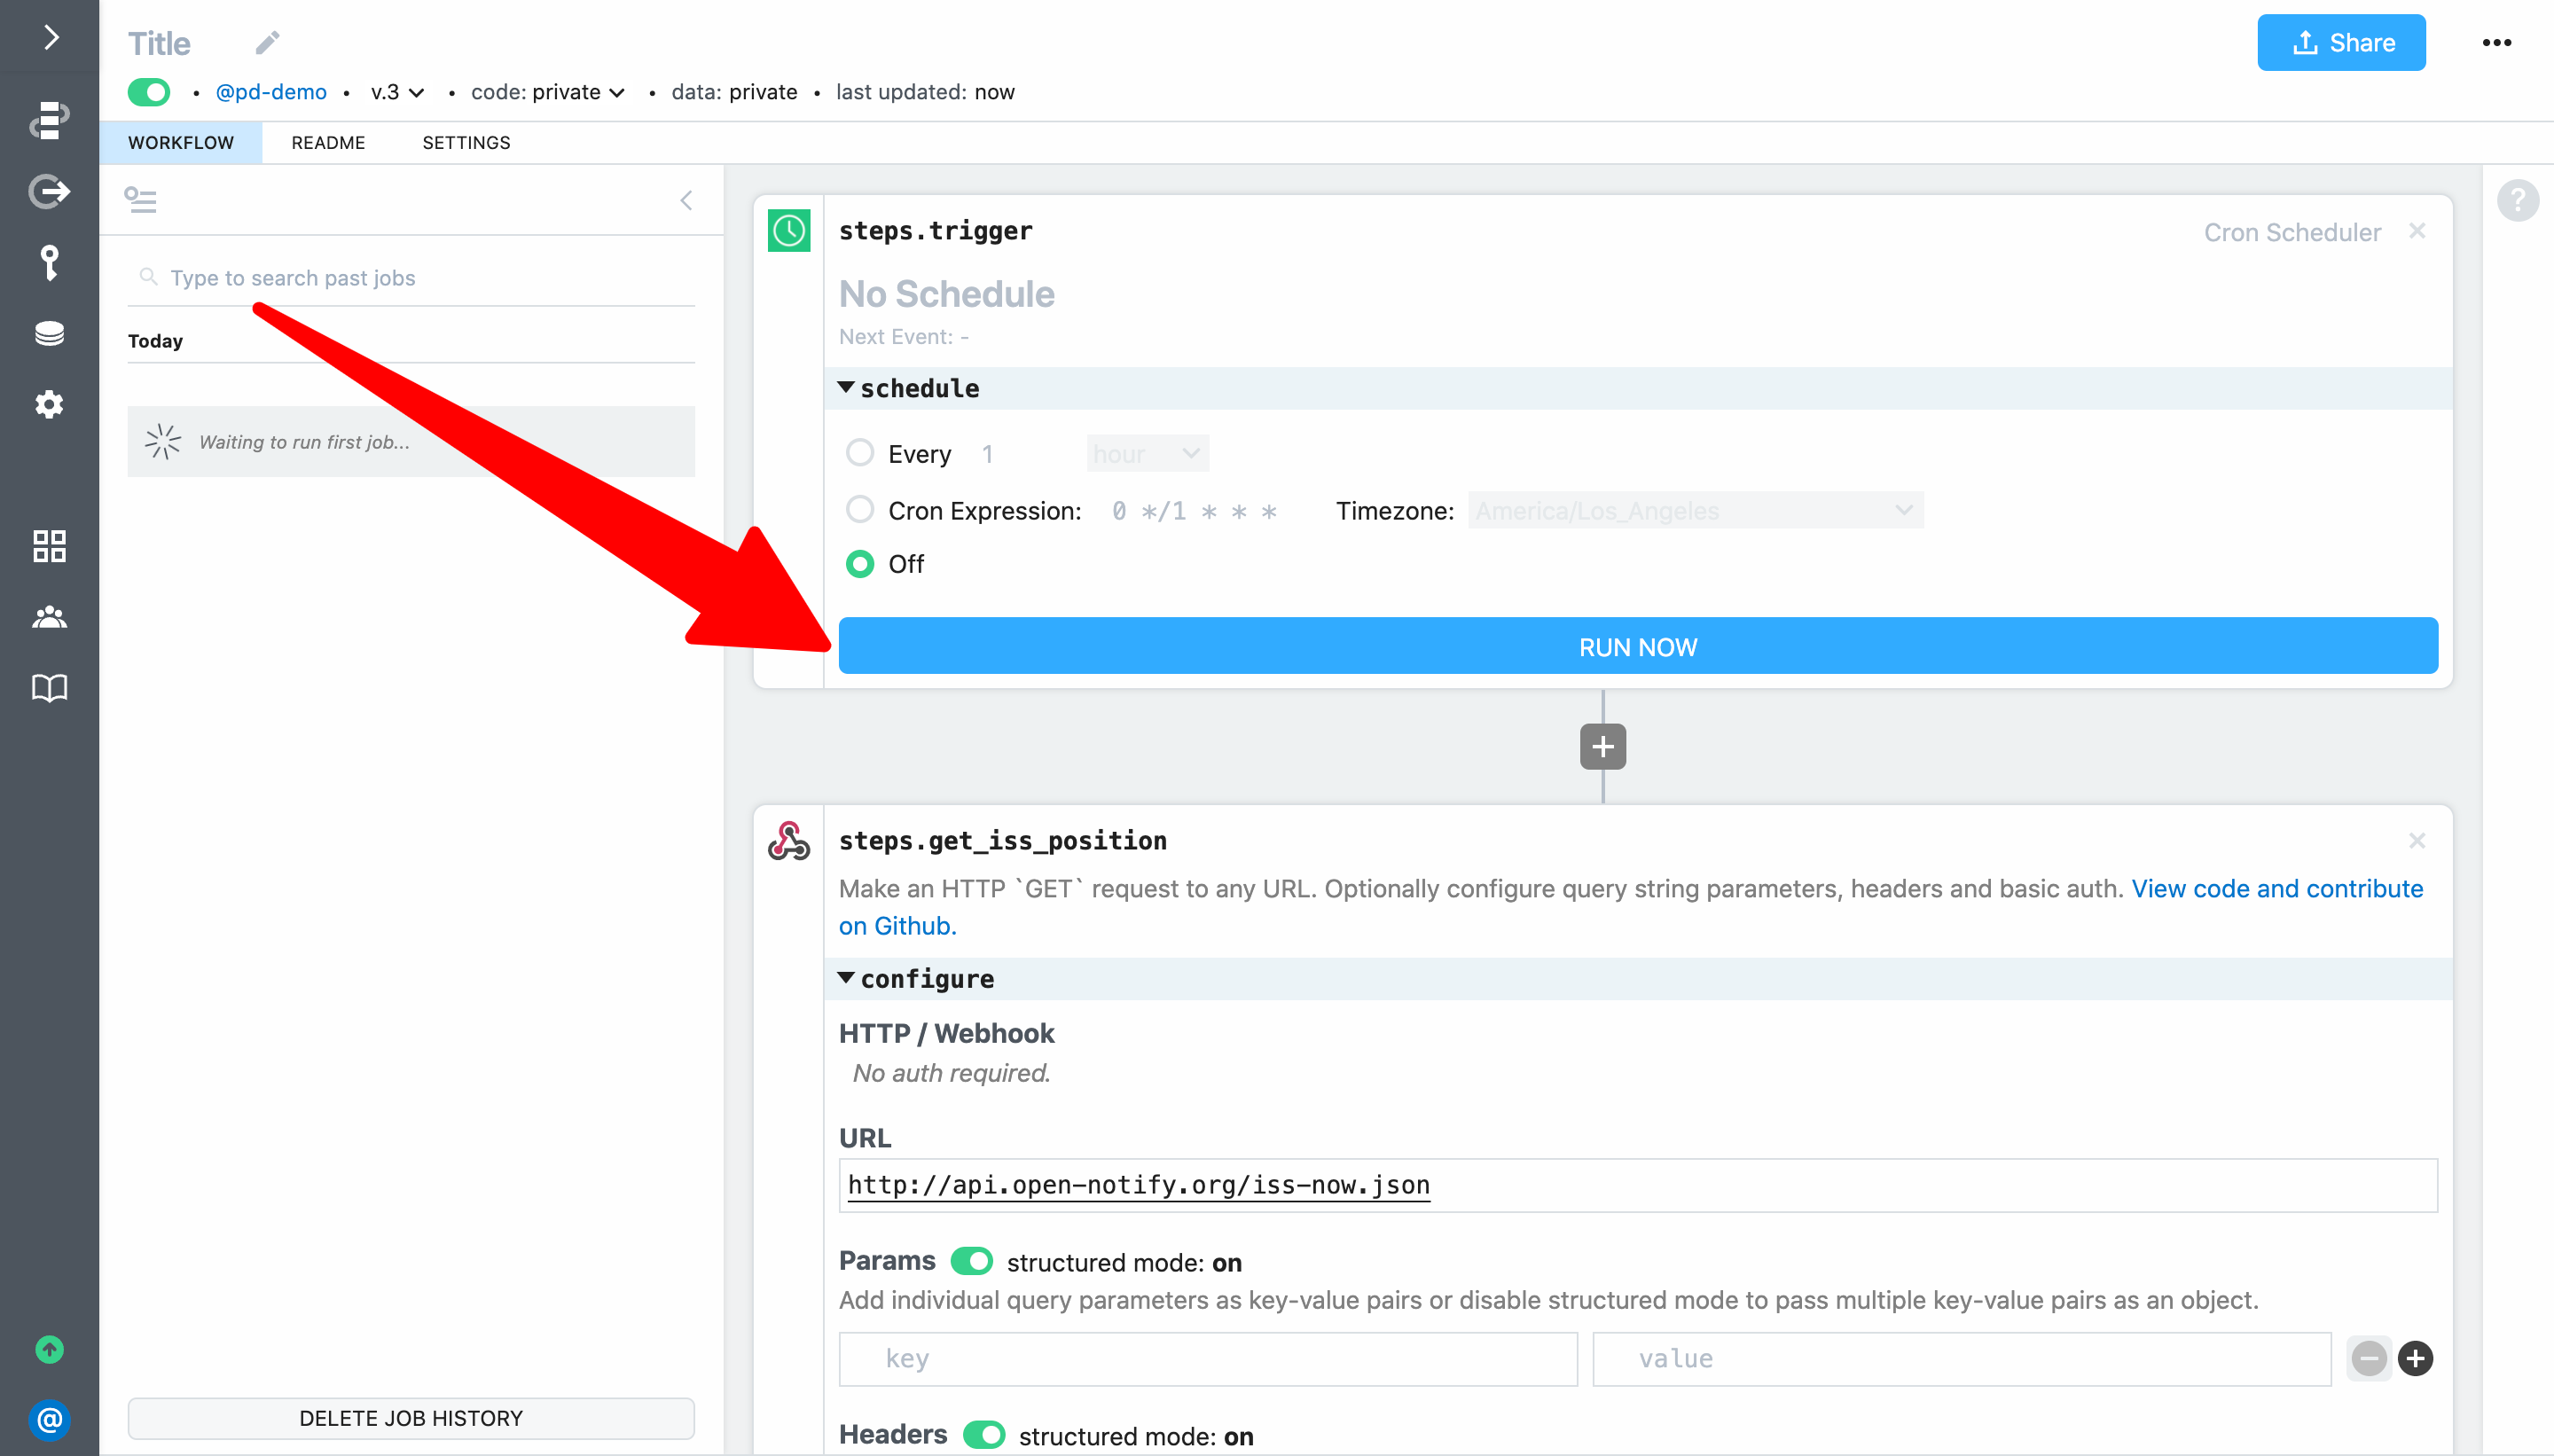 Title
Share
• @pd-demo • v.3 • code: private • data: private • last updated: now
WORKFLOW README SETTINGS
Type to search past jobs
Today
Waiting to run first job...
DELETE JOB HISTORY
steps.trigger
Cron Scheduler
No Schedule
Next Event: -
schedule
Every 1 hour
Cron Expression: 0 */1 * * * Timezone: America/Los_Angeles
Off
RUN NOW
steps.get_iss_position
Make an HTTP `GET` request to any URL. Optionally configure query string parameters, headers and basic auth. View code and contribute
on Github.
configure
HTTP / Webhook
No auth required.
URL
http://api.open-notify.org/iss-now.json
Params structured mode: on
Add individual query parameters as key-value pairs or disable structured mode to pass multiple key-value pairs as an object.
key value
Headers structured mode: on